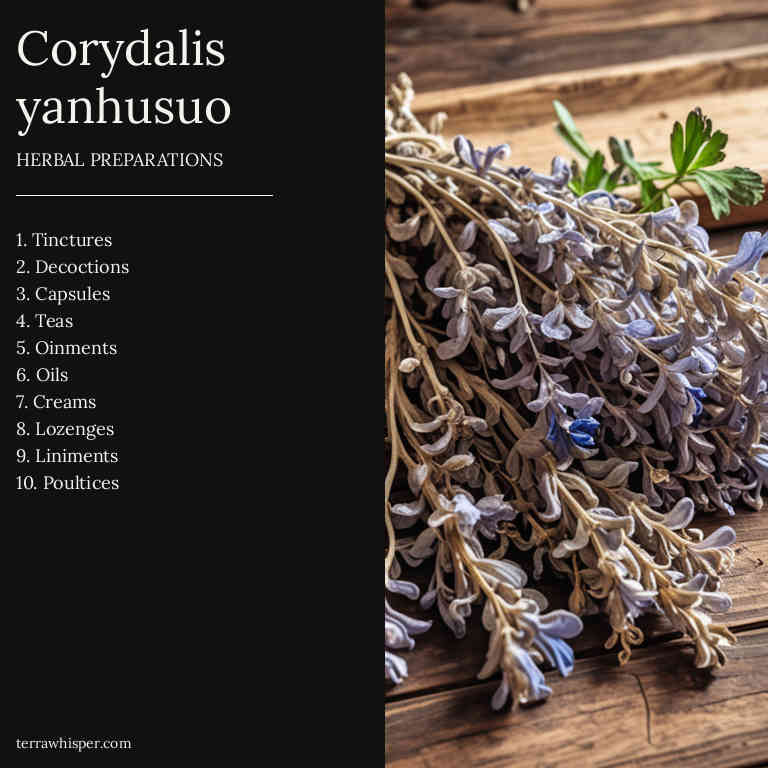 Corydalis
yanhusuo
HERBAL PREPARATIONS
1. Tinctures
2. Decoctions
3. Capsules
4. Teas
5. Oinments
6. Oils
7. Creams
8. Lozenges
9. Liniments
10. Poultices
terrawhisper.com